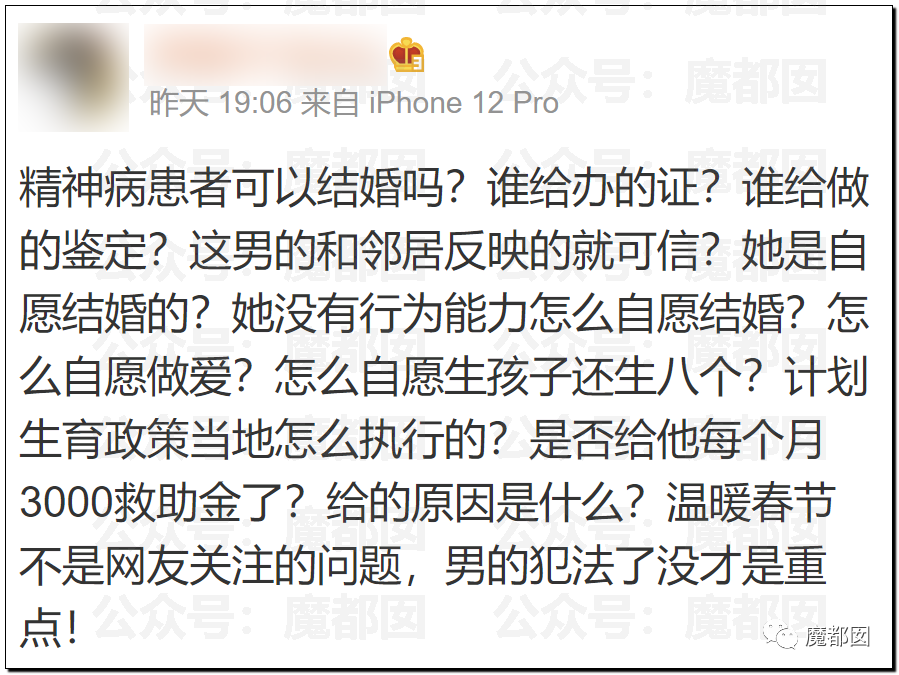 昨天 19:06 来自 iPhone 12 Pro
精神病患者可以结婚吗？谁给办的证？谁给做
的鉴定？这男的和邻居反映的就可信？她是自
愿结婚的？她没有行为能力怎么自愿结婚？怎
么自愿做爱？怎么自愿生孩子还生八个？计划
生育政策当地怎么执行的？是否给他每个月
3000救助金了？给的原因是什么？温暖春节
不是网友关注的问题，男的犯法了没才是重
点！
魔都囡